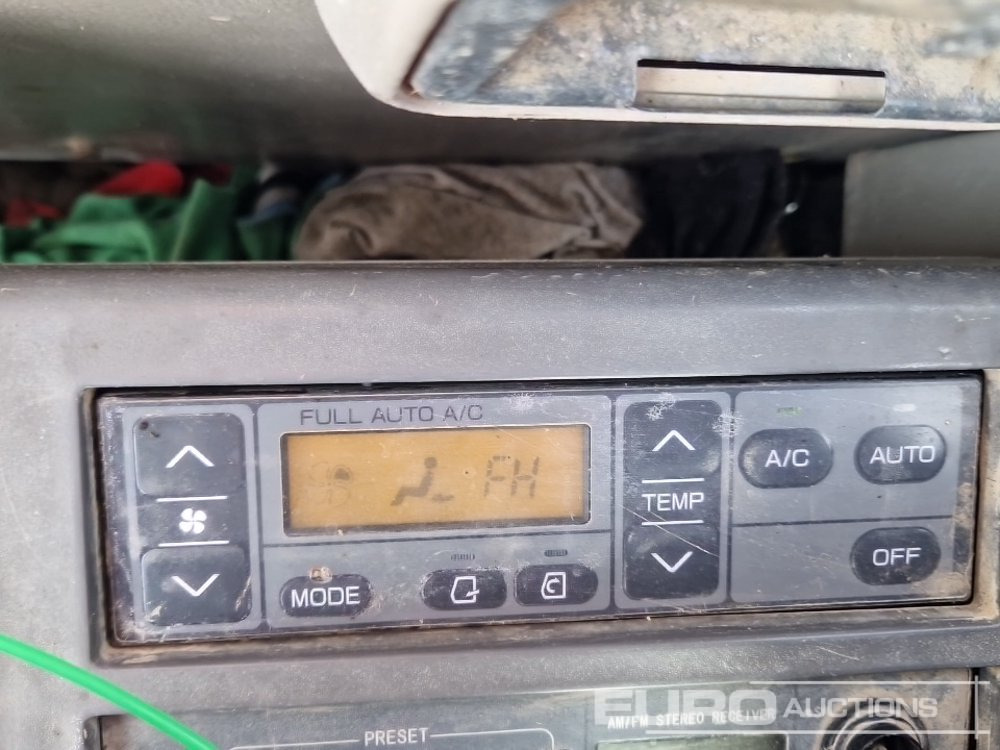 FULL AUTO A/C
FH
TEMP
A/C
AUTO
MODE
OFF
EURO AUCTIONS
AM/FM STEREO RECEIVER
PRESET